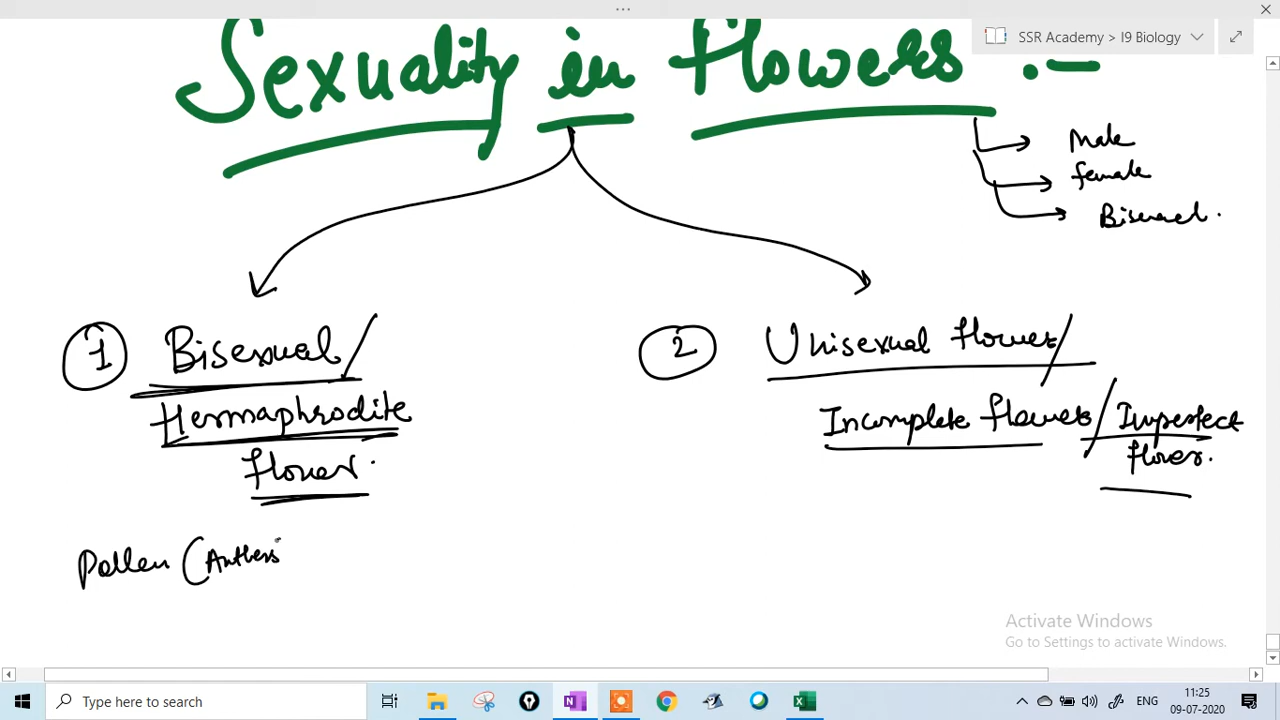 SSR Academy > I9 Biology
Sexuality in flowers :-
Male
female
Bisexual.
1 Bisexual/
Hermaphrodite
flower.
2 Unisexual flower/
Incomplete flowers/Imperfect
flower.
Pollen (Anthers
Activate Windows
Go to Settings to activate Windows.
Type here to search
ENG
11:25
09-07-2020